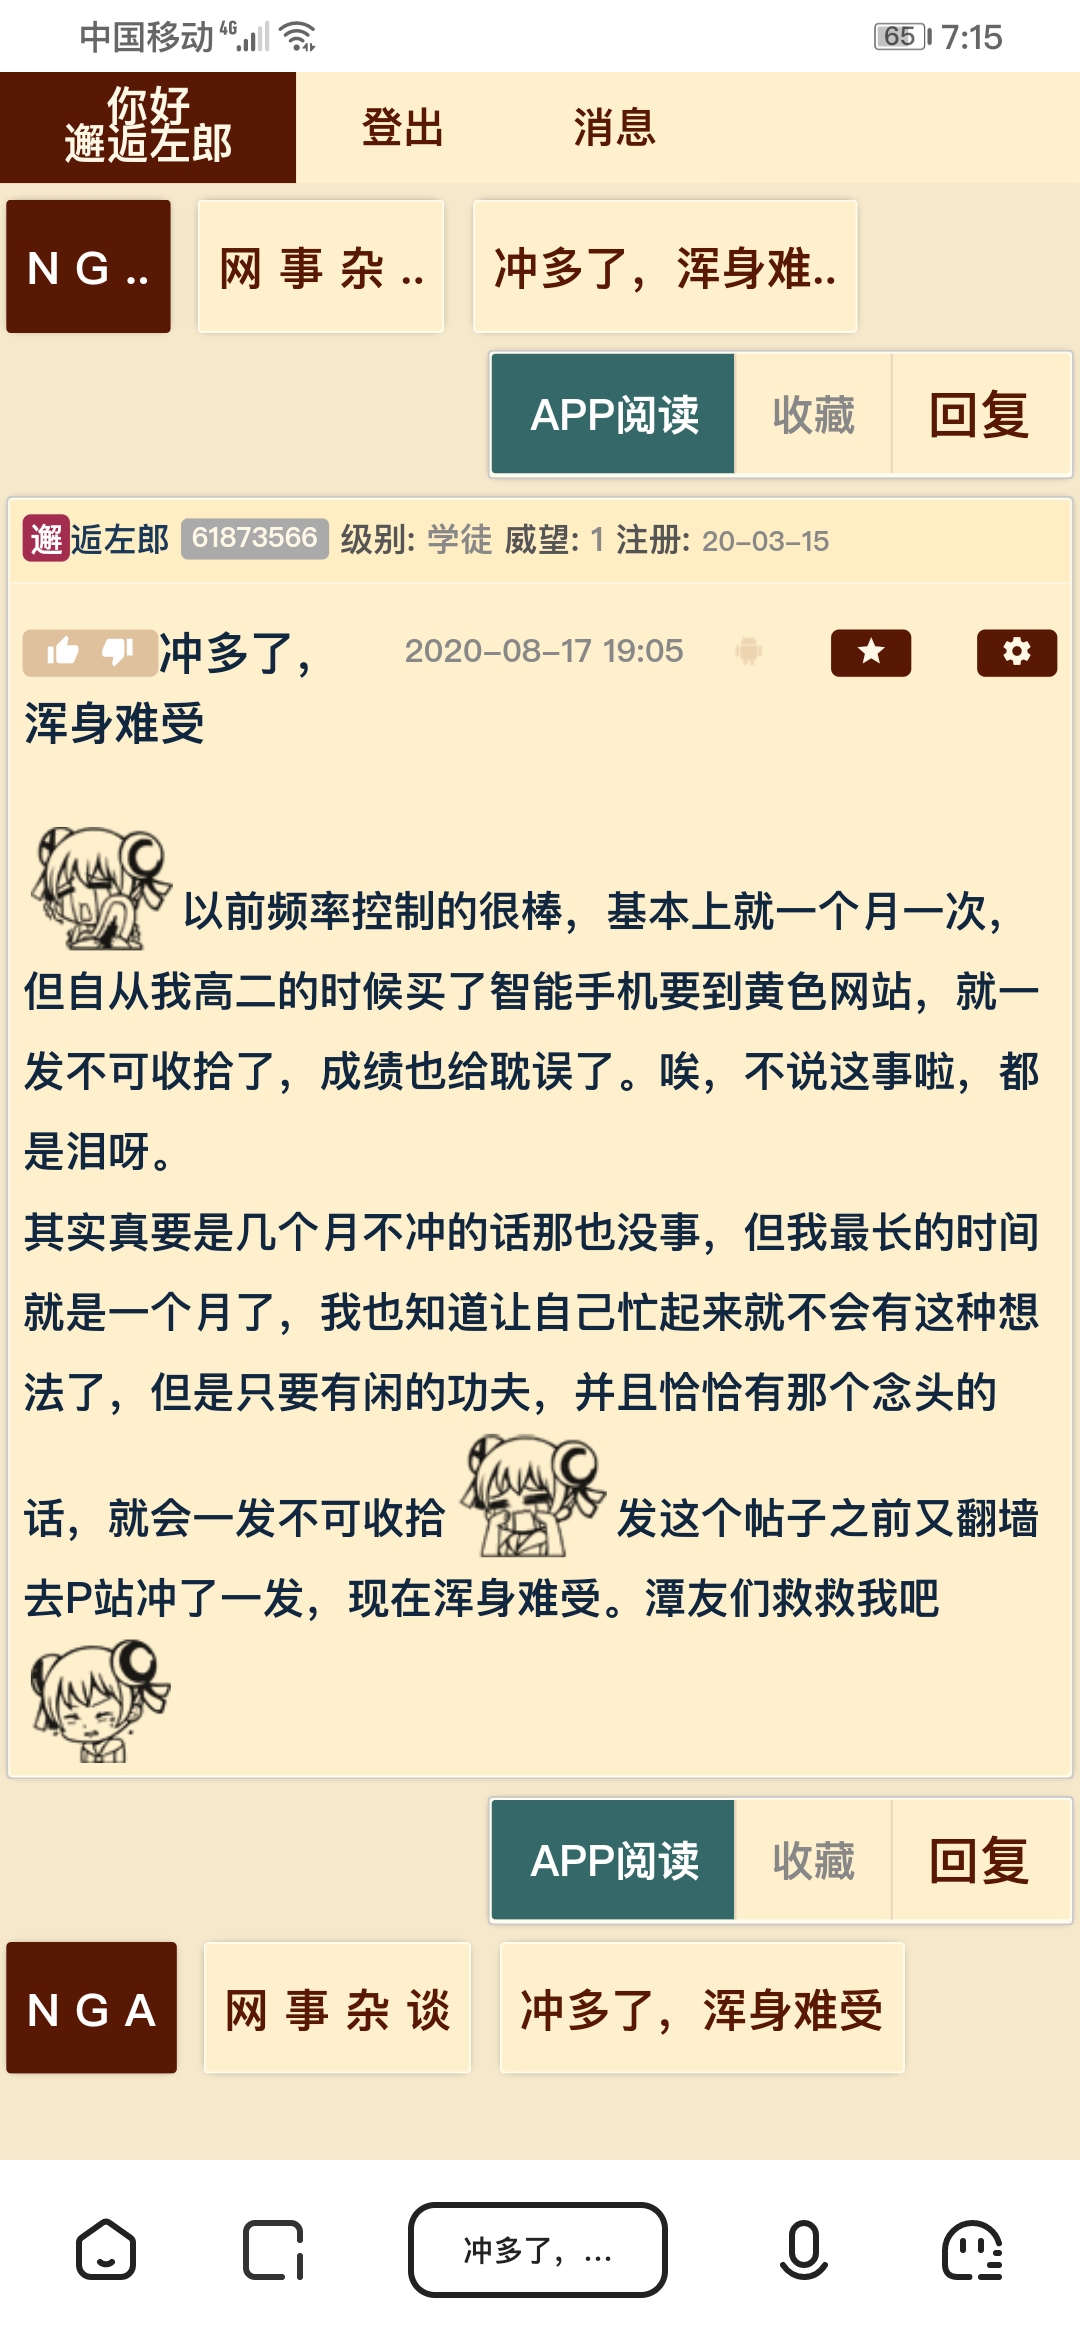 中国移动 4G 65 7:15
你好
邂逅左郎
登出 消息
N G .. 网 事 杂 .. 冲多了，浑身难..
APP阅读 收藏 回复
邂逅左郎 61873566 级别: 学徒 威望: 1 注册: 20-03-15
冲多了， 2020-08-17 19:05
浑身难受
以前频率控制的很棒，基本上就一个月一次，
但自从我高二的时候买了智能手机要到黄色网站，就一
发不可收拾了，成绩也给耽误了。唉，不说这事啦，都
是泪呀。
其实真要是几个月不冲的话那也没事，但我最长的时间
就是一个月了，我也知道让自己忙起来就不会有这种想
法了，但是只要有闲的功夫，并且恰恰有那个念头的
话，就会一发不可收拾 发这个帖子之前又翻墙
去P站冲了一发，现在浑身难受。潭友们救救我吧
APP阅读 收藏 回复
N G A 网 事 杂 谈 冲多了，浑身难受
冲多了，...